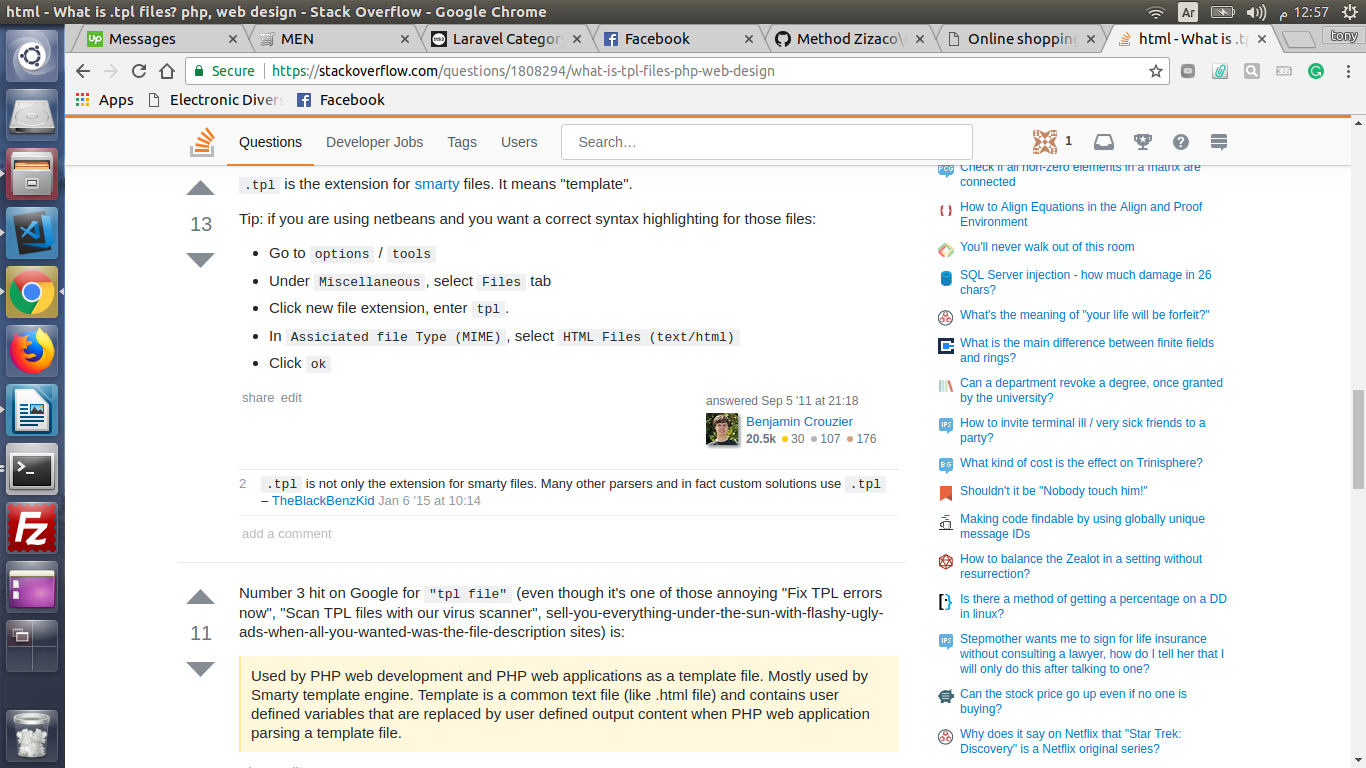 html - What is .tpl files? php, web design - Stack Overflow - Google Chrome
Ar
12:57 م
Messages
MEN
Laravel Categor
Facebook
Method Zizaco\
Online shopping
html - What is .tp
tony
Secure
https://stackoverflow.com/questions/1808294/what-is-tpl-files-php-web-design
Apps
Electronic Divers
Facebook
Questions
Developer Jobs
Tags
Users
Search…
1
.tpl is the extension for smarty files. It means "template".
13
Tip: if you are using netbeans and you want a correct syntax highlighting for those files:
Go to options / tools
Under Miscellaneous, select Files tab
Click new file extension, enter tpl.
In Assiciated file Type (MIME), select HTML Files (text/html)
Click ok
share edit
answered Sep 5 '11 at 21:18
Benjamin Crouzier
20.5k 30 107 176
2 .tpl is not only the extension for smarty files. Many other parsers and in fact custom solutions use .tpl
– TheBlackBenzKid Jan 6 '15 at 10:14
add a comment
Number 3 hit on Google for "tpl file" (even though it's one of those annoying "Fix TPL errors
now", "Scan TPL files with our virus scanner", sell-you-everything-under-the-sun-with-flashy-ugly-
ads-when-all-you-wanted-was-the-file-description sites) is:
11
Used by PHP web development and PHP web applications as a template file. Mostly used by
Smarty template engine. Template is a common text file (like .html file) and contains user
defined variables that are replaced by user defined output content when PHP web application
parsing a template file.
Check if all non-zero elements in a matrix are
connected
How to Align Equations in the Align and Proof
Environment
You'll never walk out of this room
SQL Server injection - how much damage in 26
chars?
What's the meaning of "your life will be forfeit?"
What is the main difference between finite fields
and rings?
Can a department revoke a degree, once granted
by the university?
How to invite terminal ill / very sick friends to a
party?
What kind of cost is the effect on Trinisphere?
Shouldn't it be "Nobody touch him!"
Making code findable by using globally unique
message IDs
How to balance the Zealot in a setting without
resurrection?
Is there a method of getting a percentage on a DD
in linux?
Stepmother wants me to sign for life insurance
without consulting a lawyer, how do I tell her that I
will only do this after talking to one?
Can the stock price go up even if no one is
buying?
Why does it say on Netflix that "Star Trek:
Discovery" is a Netflix original series?